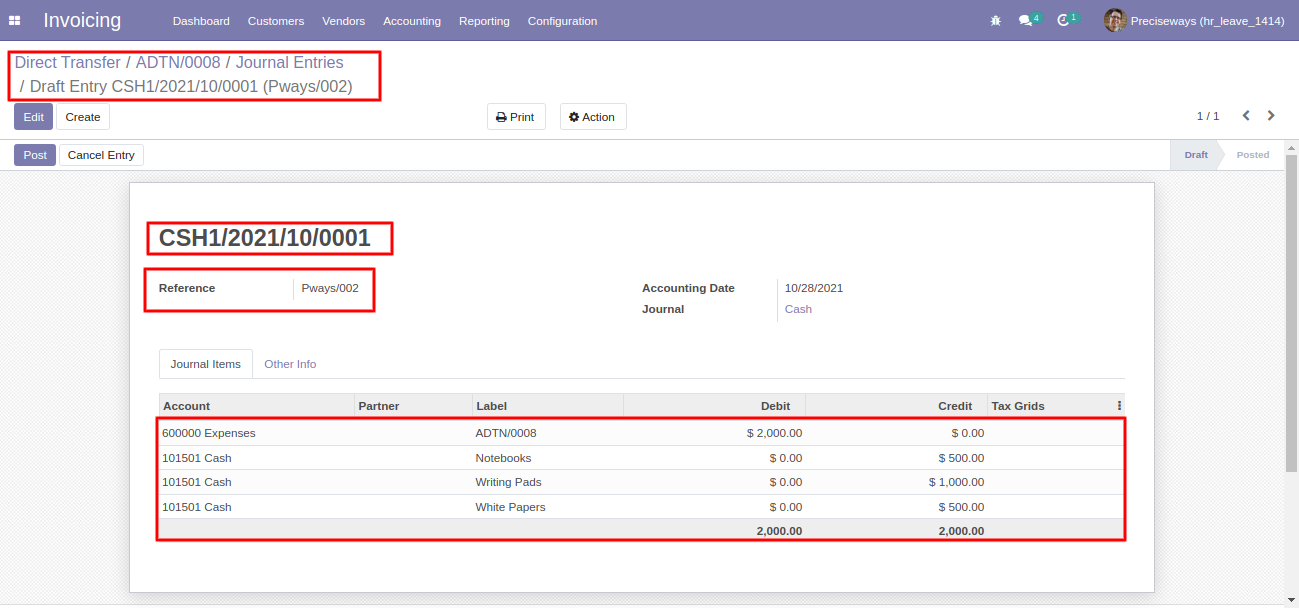 Invoicing Dashboard Customers Vendors Accounting Reporting Configuration 4 1 Preciseways (hr_leave_1414)
Direct Transfer / ADTN/0008 / Journal Entries
/ Draft Entry CSH1/2021/10/0001 (Pways/002)
Edit Create Print Action 1 / 1
Post Cancel Entry Draft Posted
CSH1/2021/10/0001
Reference Pways/002 Accounting Date 10/28/2021
Journal Cash
Journal Items Other Info
Account Partner Label Debit Credit Tax Grids
600000 Expenses ADTN/0008 $ 2,000.00 $ 0.00
101501 Cash Notebooks $ 0.00 $ 500.00
101501 Cash Writing Pads $ 0.00 $ 1,000.00
101501 Cash White Papers $ 0.00 $ 500.00
2,000.00 2,000.00